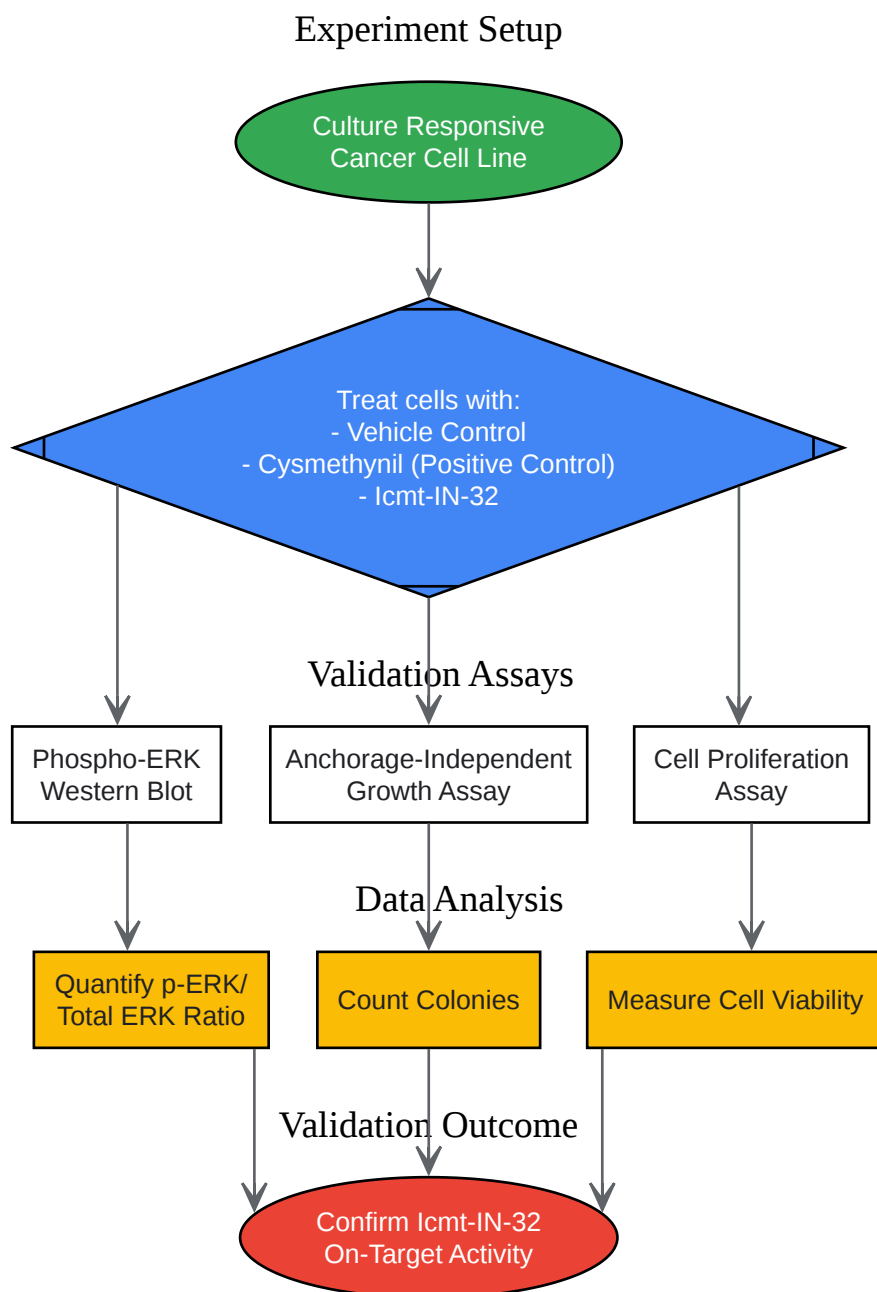 Experiment Setup
Culture Responsive
Cancer Cell Line
Treat cells with:
- Vehicle Control
- Cysmethynil (Positive Control)
- Icmt-IN-32
Validation Assays
Phospho-ERK
Western Blot
Anchorage-Independent
Growth Assay
Cell Proliferation
Assay
Data Analysis
Quantify p-ERK/
Total ERK Ratio
Count Colonies
Measure Cell Viability
Validation Outcome
Confirm Icmt-IN-32
On-Target Activity